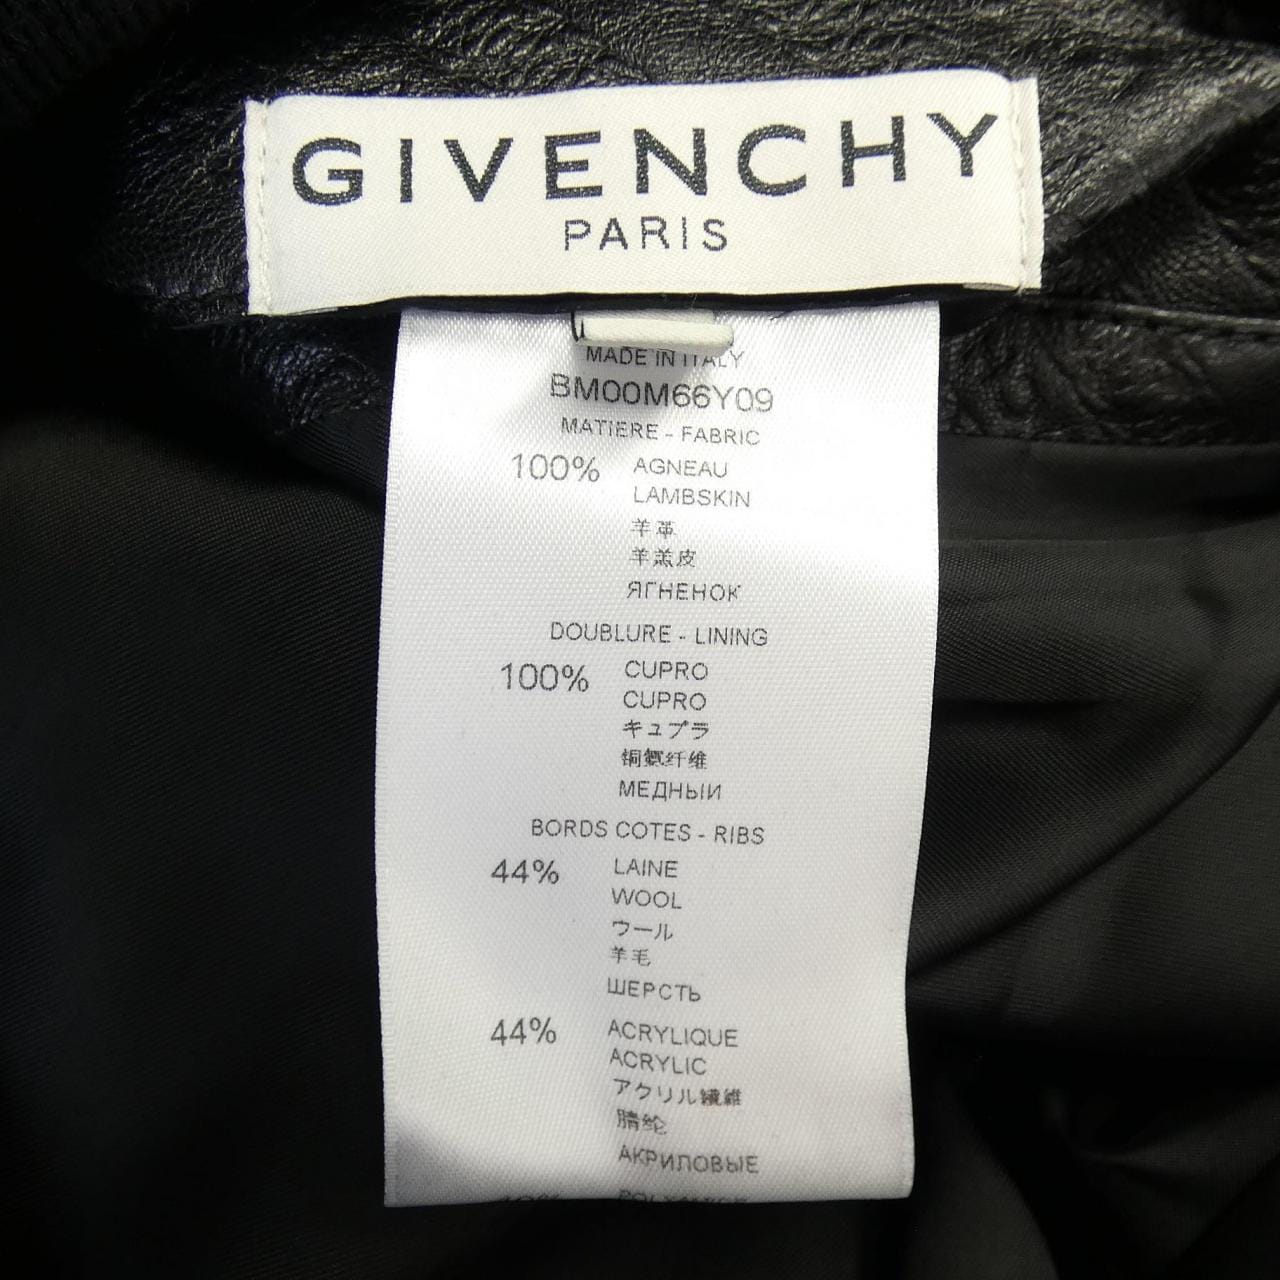 GIVENCHY
PARIS
MADE IN ITALY
BM00M66Y09
MATIERE - FABRIC
100% AGNEAU
LAMBSKIN
羊革
羊羔皮
ЯГНЕНОК
DOUBLURE - LINING
100% CUPRO
CUPRO
キュプラ
铜氨纤维
МЕДНЫЙ
BORDS COTES - RIBS
44% LAINE
WOOL
ウール
羊毛
ШЕРСТЬ
44% ACRYLIQUE
ACRYLIC
アクリル繊維
腈纶
АКРИЛОВЫЕ